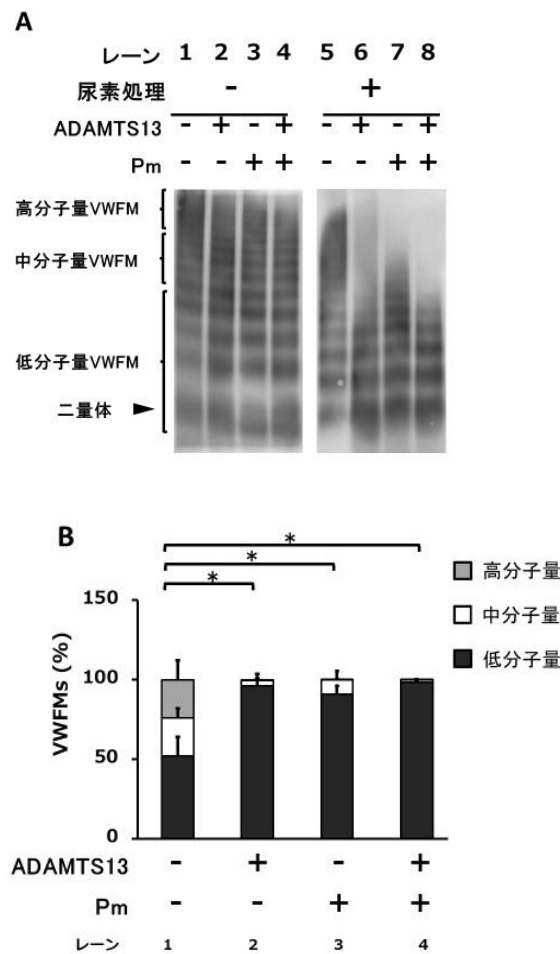 A
レーン 1 2 3 4 5 6 7 8
尿素処理 - +
ADAMTS13 - + - + - + - +
Pm - - + + - - + +
高分子量VWFM
中分子量VWFM
低分子量VWFM
二量体
B
* * *
高分子量
中分子量
低分子量
VWFMs (%)
150
100
50
0
ADAMTS13 - + - +
Pm - - + +
レーン 1 2 3 4